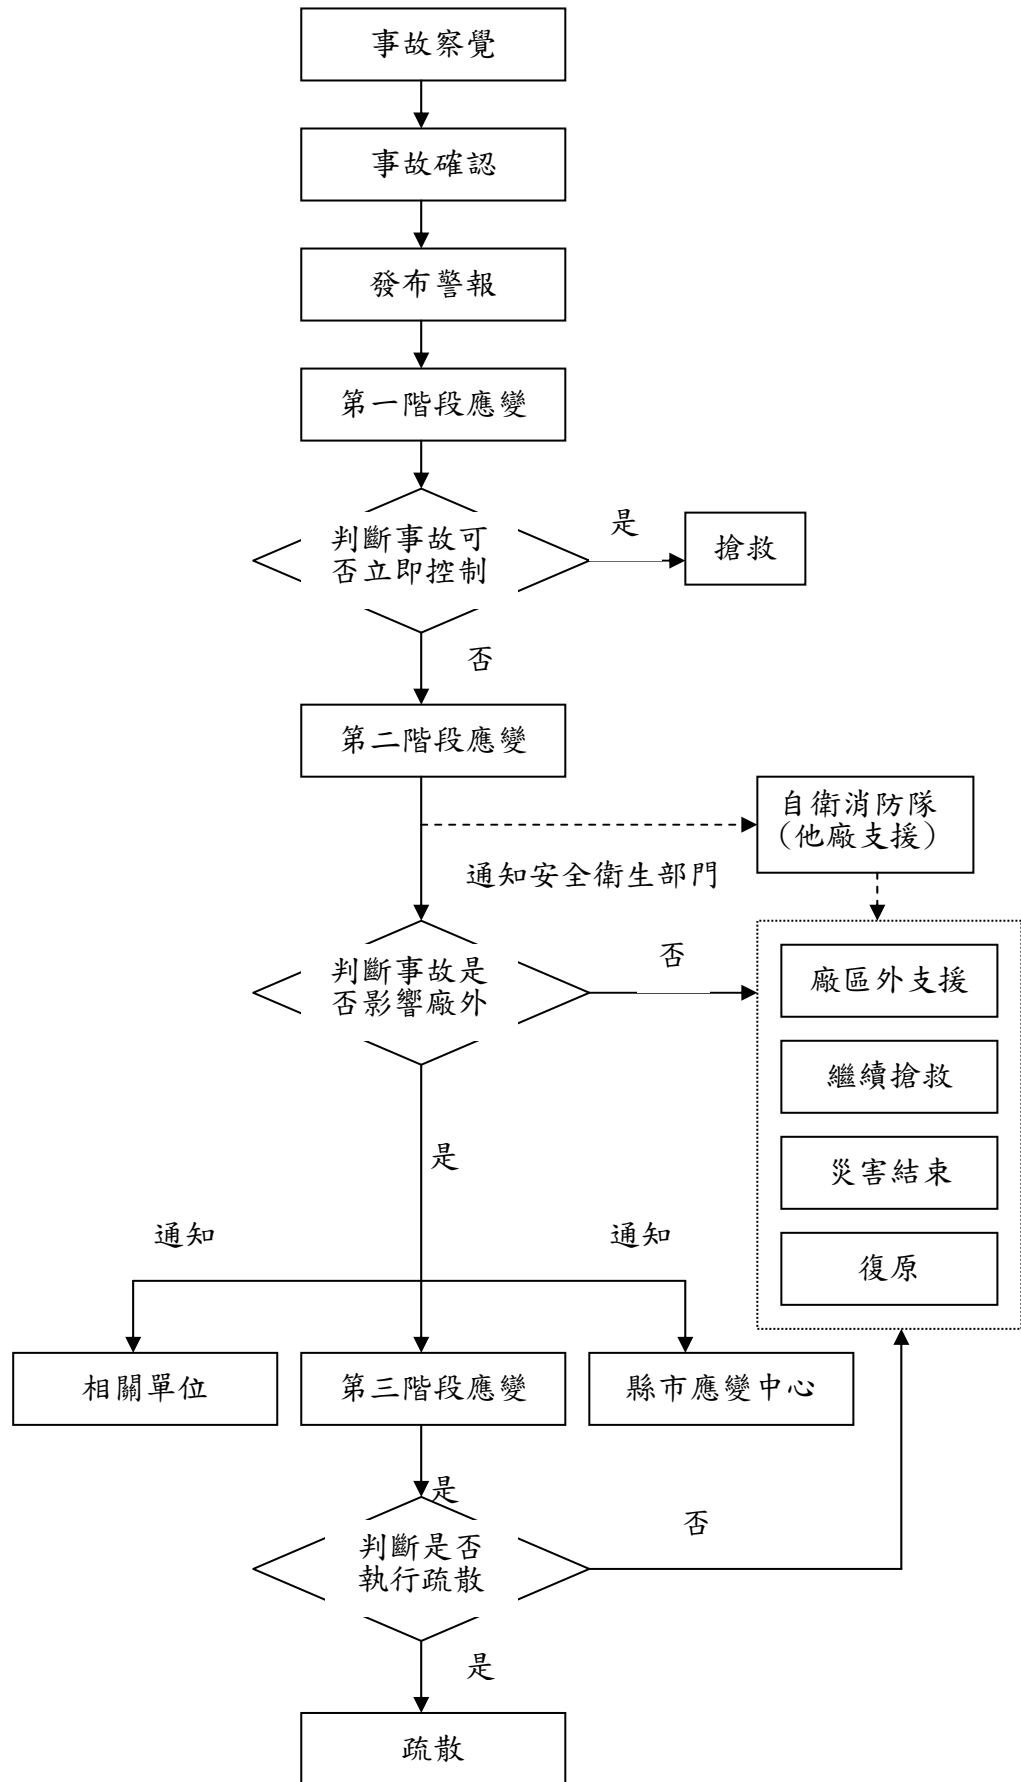 事故察覺
事故確認
發布警報
第一階段應變
判斷事故可
否立即控制
是
搶救
否
第二階段應變
自衛消防隊
(他廠支援)
通知安全衛生部門
判斷事故是
否影響廠外
否
廠區外支援
繼續搶救
災害結束
復原
是
通知
通知
相關單位
第三階段應變
縣市應變中心
是
判斷是否
執行疏散
否
是
疏散